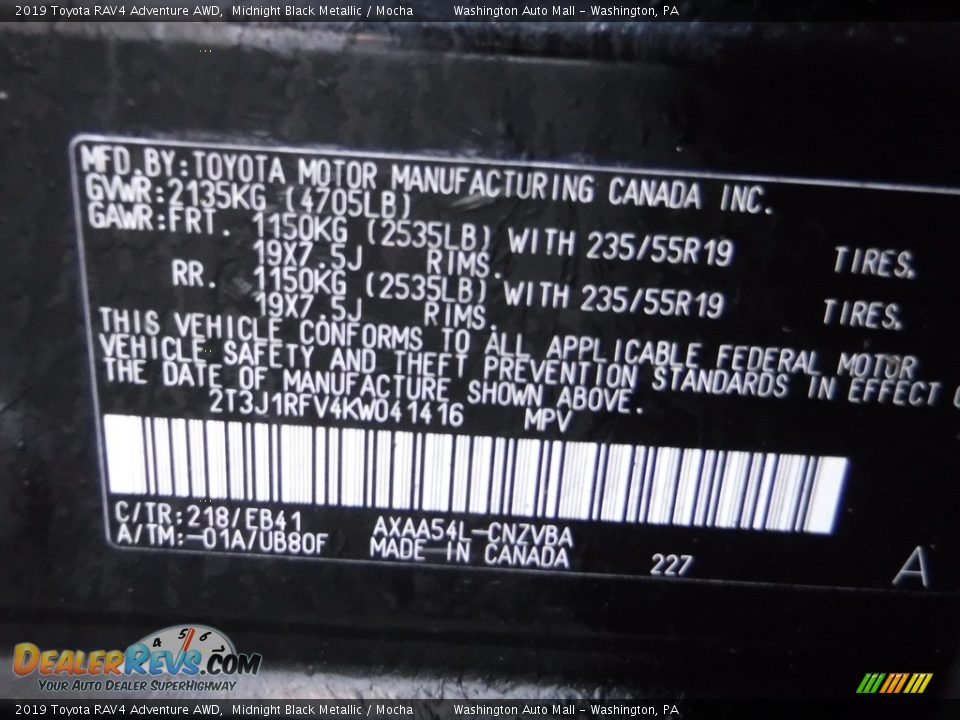 2019 Toyota RAV4 Adventure AWD, Midnight Black Metallic / Mocha Washington Auto Mall - Washington, PA
MFD.BY:TOYOTA MOTOR MANUFACTURING CANADA INC.
GVWR:2135KG (4705LB)
GAWR:FRT. 1150KG (2535LB) WITH 235/55R19 TIRES.
19X7.5J RIMS.
RR. 1150KG (2535LB) WITH 235/55R19 TIRES.
19X7.5J RIMS.
THIS VEHICLE CONFORMS TO ALL APPLICABLE FEDERAL MOTOR
VEHICLE SAFETY AND THEFT PREVENTION STANDARDS IN EFFECT
THE DATE OF MANUFACTURE SHOWN ABOVE.
2T3J1RFV4KW041416 MPV
C/TR:218/EB41 AXAA54L-CNZVBA
A/TM:-01A/UB80F MADE IN CANADA 227 A
4 5 6
DEALERREVS.COM
YOUR AUTO DEALER SUPERHIGHWAY
2019 Toyota RAV4 Adventure AWD, Midnight Black Metallic / Mocha Washington Auto Mall - Washington, PA